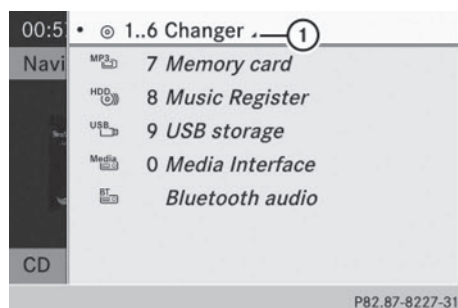 00:5
• 1..6 Changer
1
Navi
MP3 7 Memory card
HDD 8 Music Register
USB 9 USB storage
Media 0 Media Interface
BT Bluetooth audio
CD
P82.87-8227-31